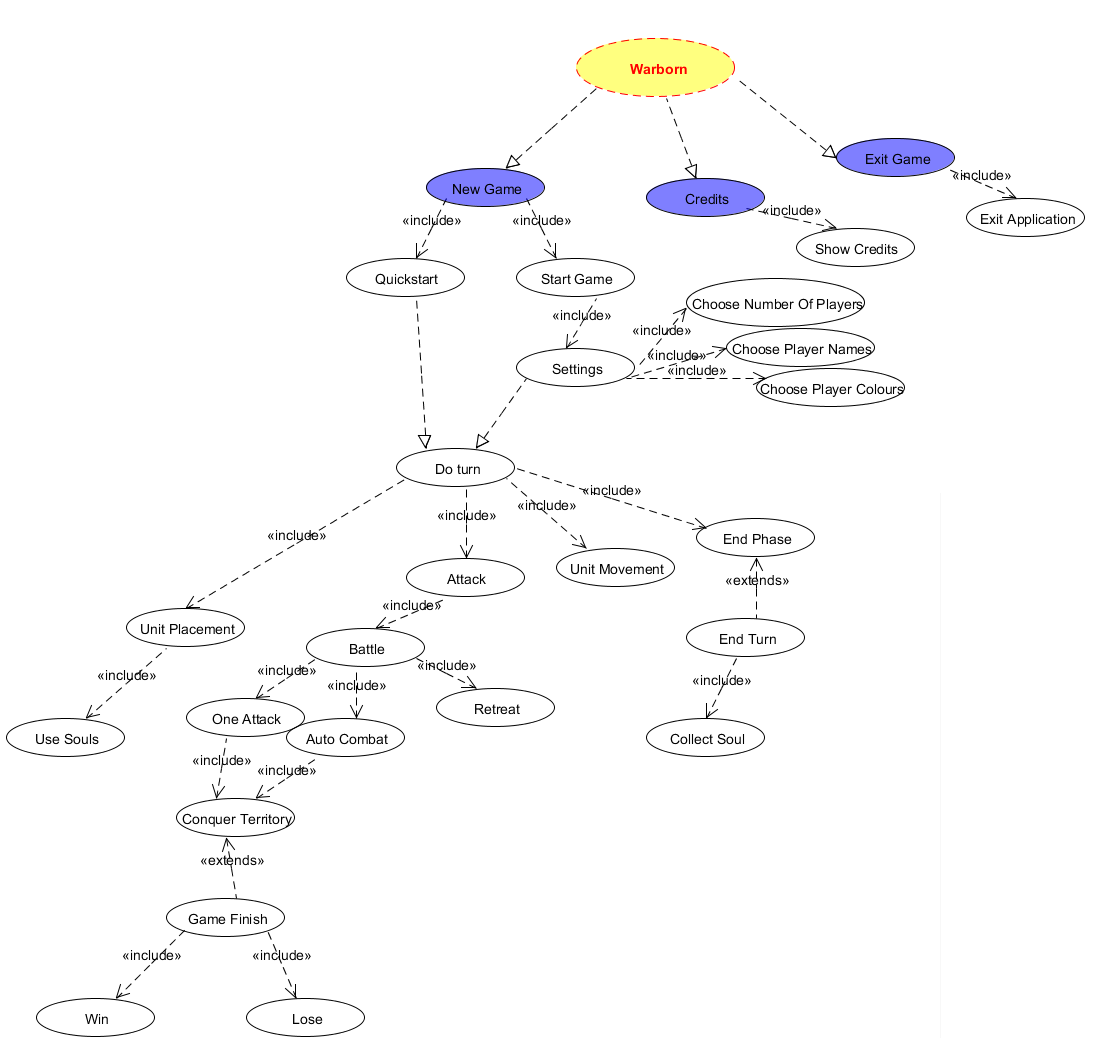 Warborn
Exit Game
«include»
New Game
Credits
«include»
Exit Application
«include»
«include»
Show Credits
Quickstart
Start Game
Choose Number Of Players
«include»
«include»
Choose Player Names
«include»
Settings
«include»
Choose Player Colours
Do turn
«include»
«include»
«include»
«include»
End Phase
Attack
Unit Movement
«extends»
«include»
Unit Placement
End Turn
Battle
«include»
«include»
«include»
«include»
«include»
Use Souls
One Attack
Auto Combat
Retreat
Collect Soul
«include»
«include»
Conquer Territory
«extends»
Game Finish
«include»
«include»
Win
Lose